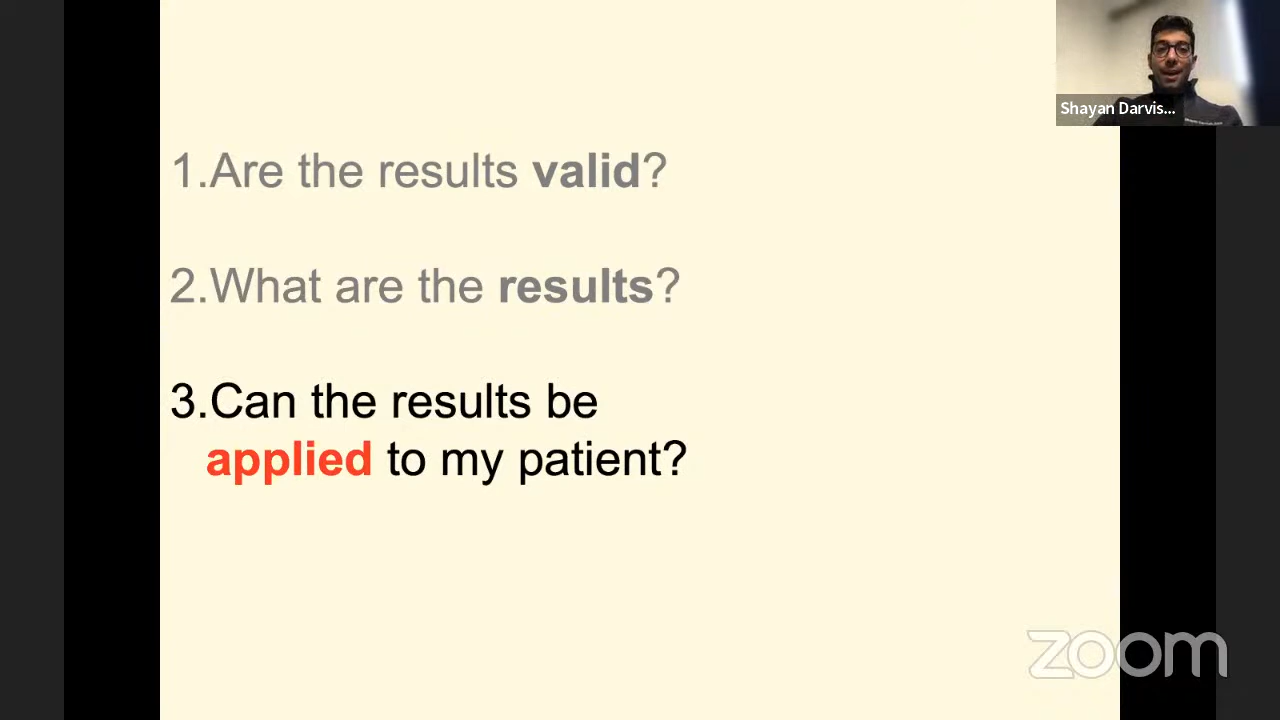 Shayan Darvis...
1.Are the results valid?
2.What are the results?
3.Can the results be
applied to my patient?
zoom